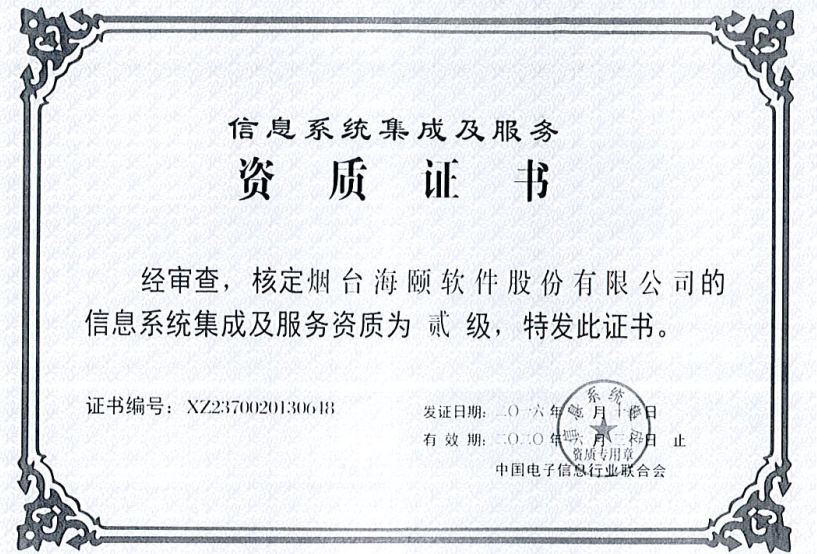 信息系统集成及服务
资质证书
经审查，核定烟台海颐软件股份有限公司的
信息系统集成及服务资质为 贰 级，特发此证书。
证书编号：XZ2370020130618
发证日期：二〇一六年 月十 日
有效期：二〇二〇年六月二 日 止
资质专用章
中国电子信息行业联合会